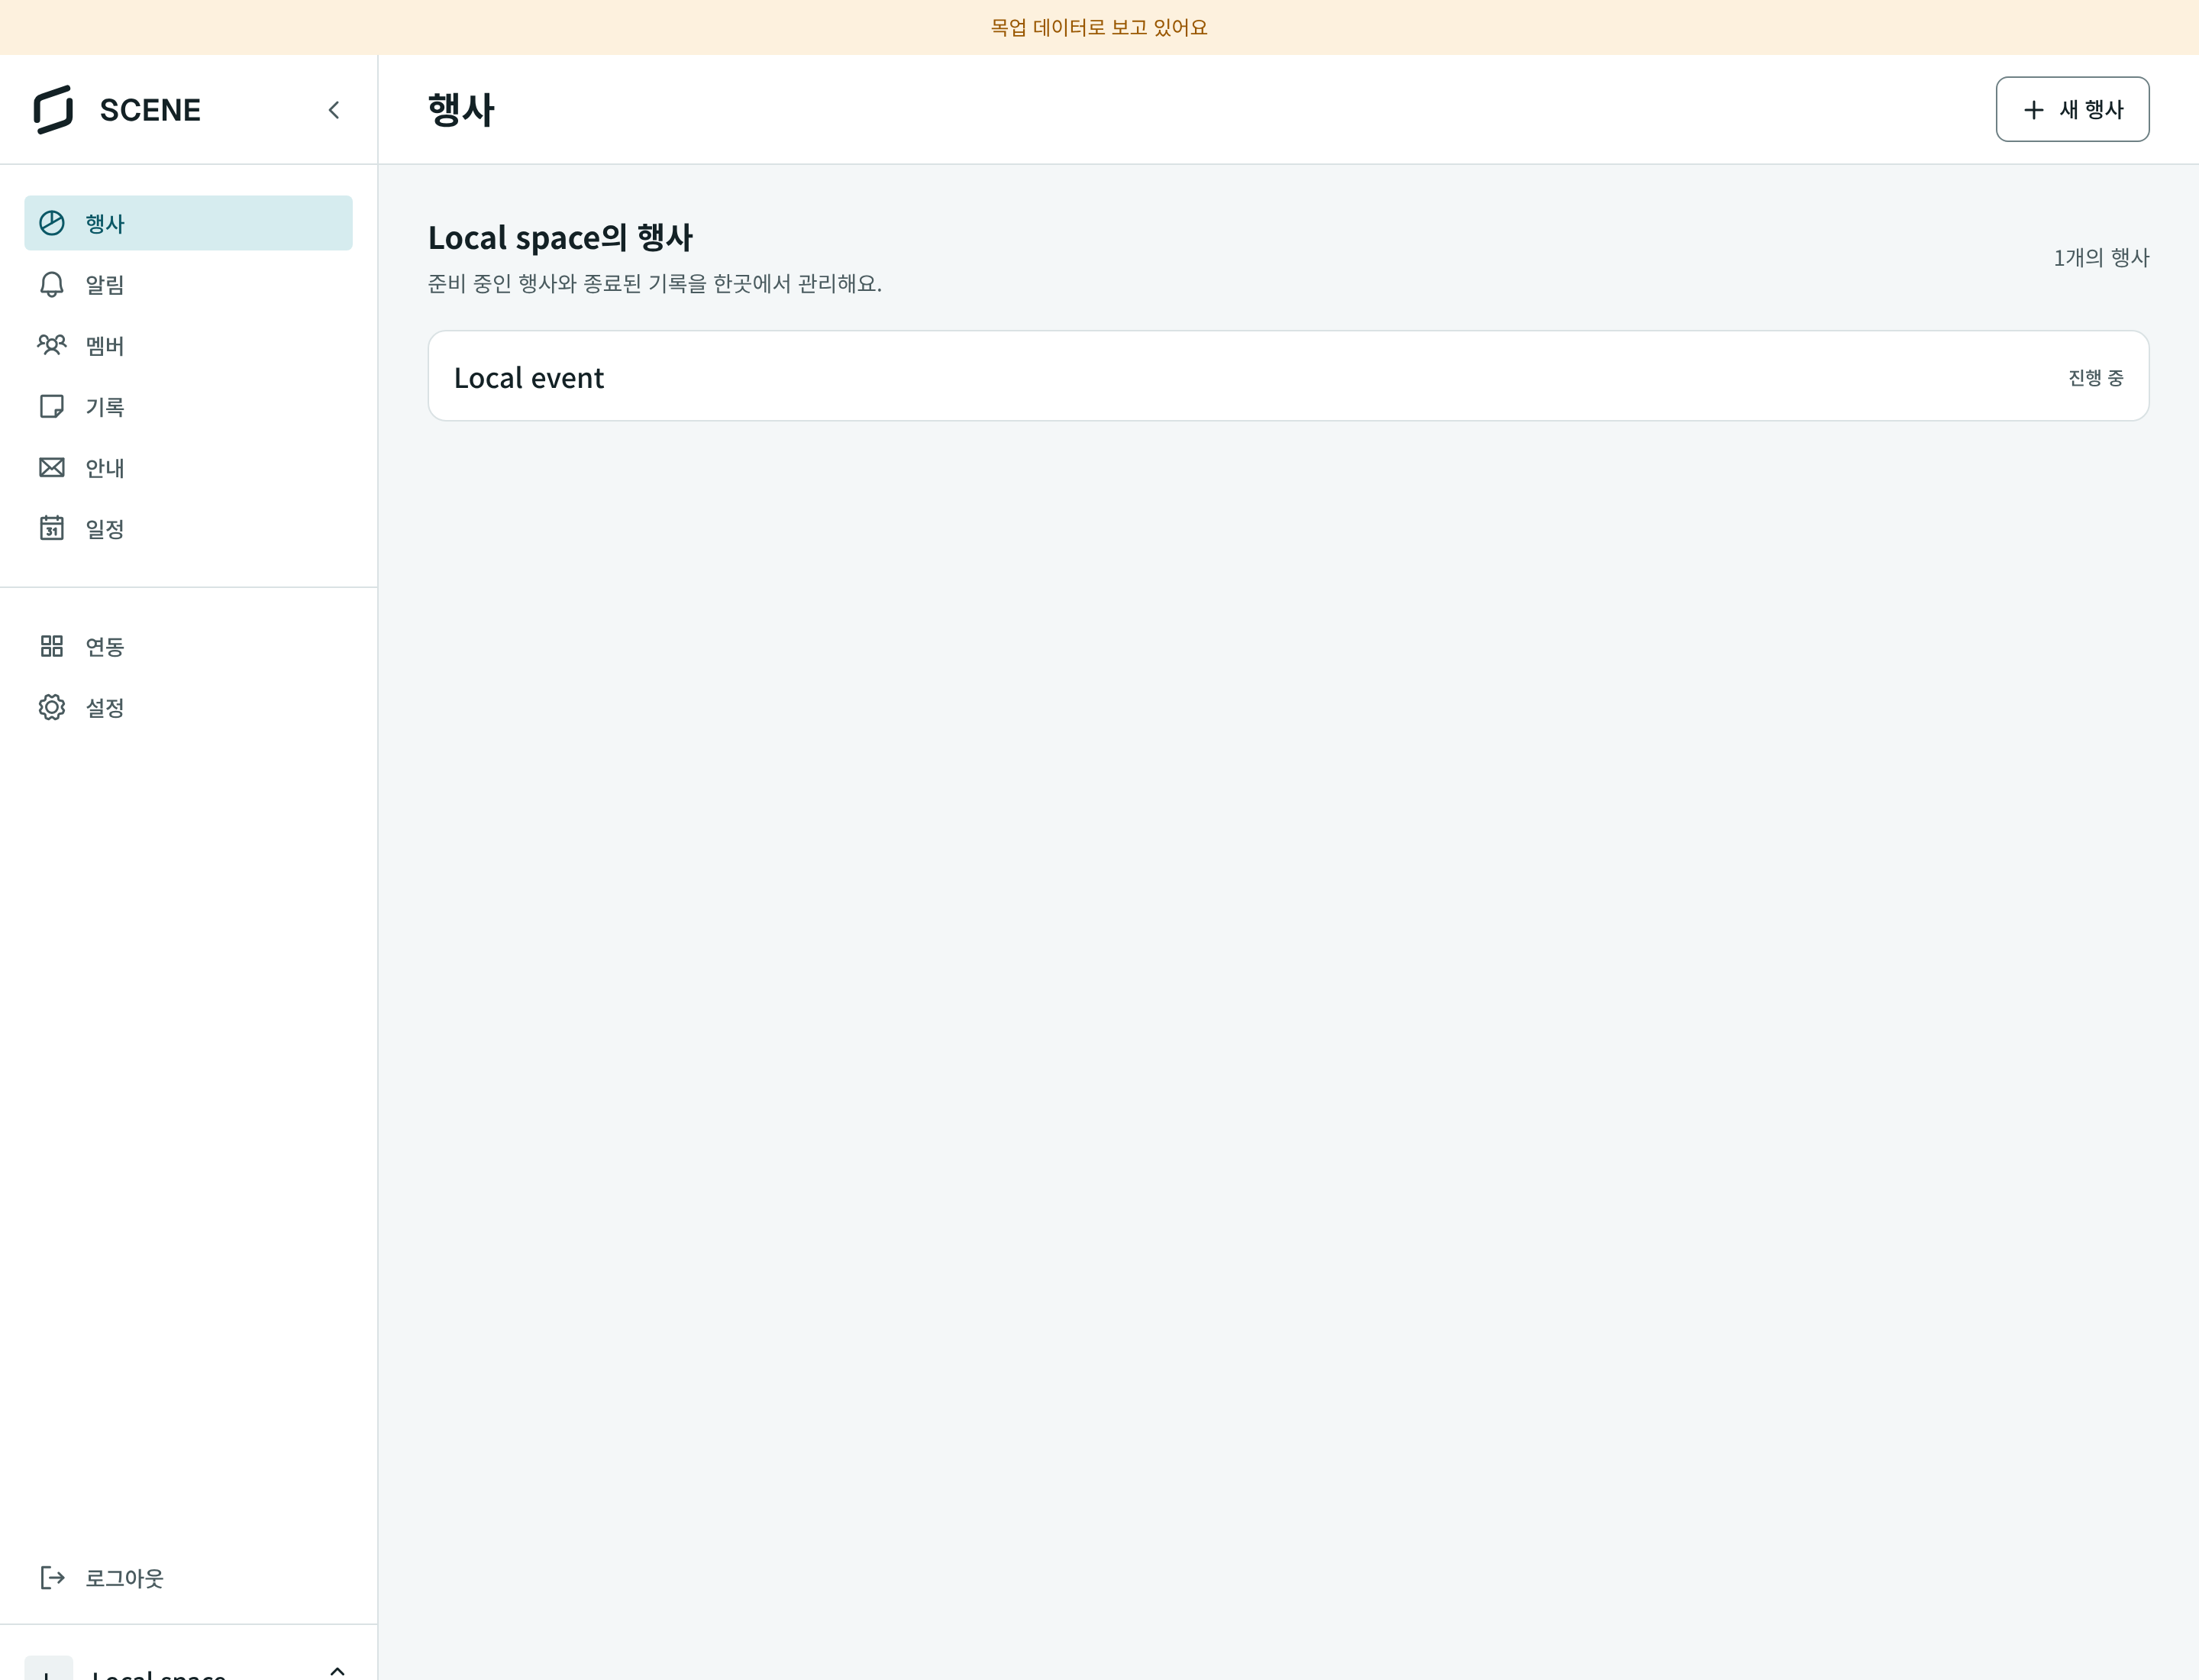 목업 데이터로 보고 있어요
SCENE
행사
새 행사
행사
알림
멤버
기록
안내
31 일정
연동
설정
Local space의 행사
준비 중인 행사와 종료된 기록을 한곳에서 관리해요.
1개의 행사
Local event
진행 중
로그아웃
L Local space